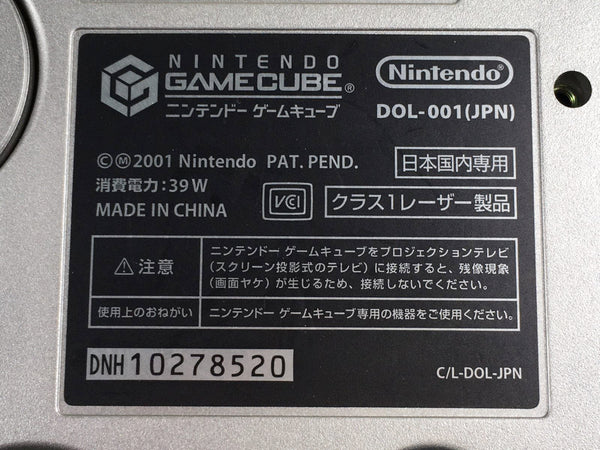 NINTENDO
GAMECUBE®
Nintendo®
ニンテンドー ゲームキューブ
DOL-001(JPN)
©Ⓜ2001 Nintendo PAT. PEND.
日本国内専用
消費電力:39W
MADE IN CHINA
VCI
クラス1レーザー製品
⚠注意
ニンテンドー ゲームキューブをプロジェクションテレビ
(スクリーン投影式のテレビ)に接続すると、残像現象
(画面ヤケ)が生じるため、接続しないでください。
使用上のおねがい
ニンテンドー ゲームキューブ専用の機器をご使用ください。
DNH10278520
C/L-DOL-JPN